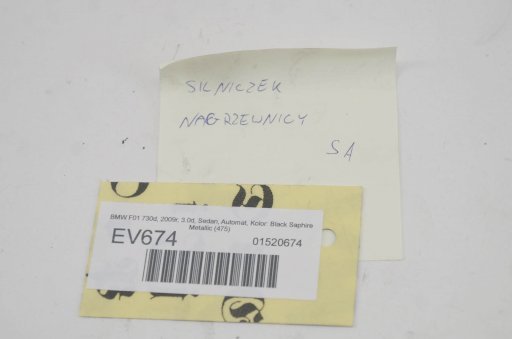 SILNICZEK
NAGRZEWNICY
SA
BMW F01 730d, 2009r, 3.0d, Sedan, Automat, Kolor: Black Saphire
Metallic (475)
EV674
01520674